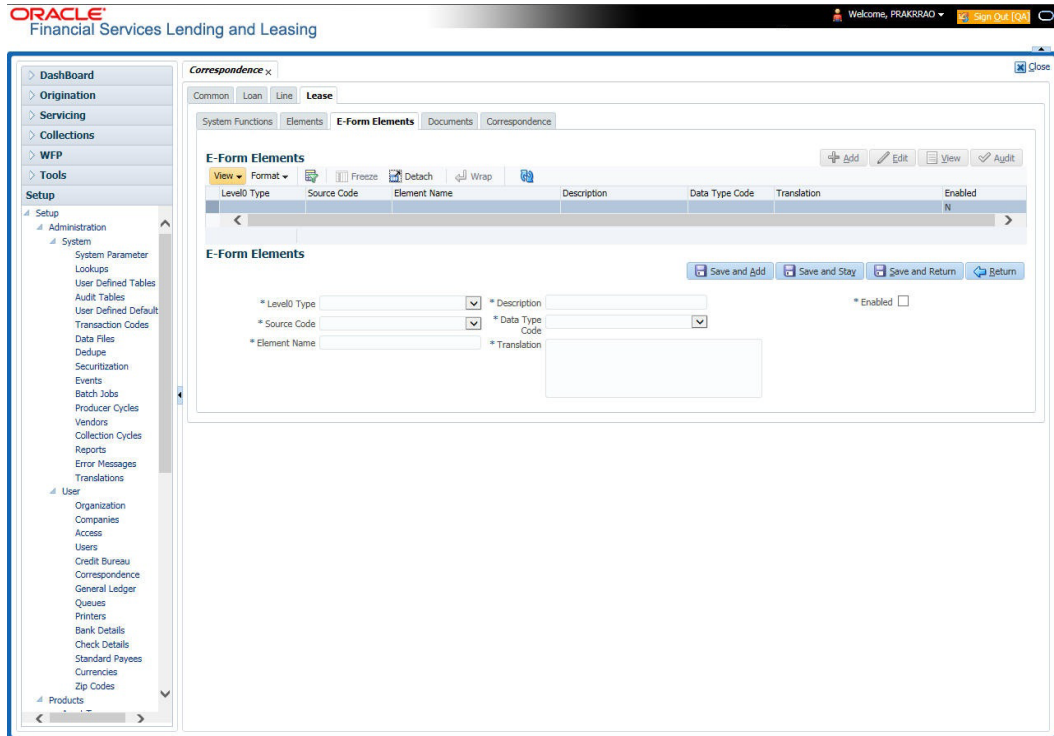 ORACLE
Financial Services Lending and Leasing
Welcome, PRAKRRAO
Sign Out [QA]
Close
DashBoard
Origination
Servicing
Collections
WFP
Tools
Setup
Setup
Administration
System
System Parameter
Lookups
User Defined Tables
Audit Tables
User Defined Default
Transaction Codes
Data Files
Dedupe
Securitization
Events
Batch Jobs
Producer Cycles
Vendors
Collection Cycles
Reports
Error Messages
Translations
User
Organization
Companies
Access
Users
Credit Bureau
Correspondence
General Ledger
Queues
Printers
Bank Details
Check Details
Standard Payees
Currencies
Zip Codes
Products
Correspondence x
Common Loan Line Lease
System Functions Elements E-Form Elements Documents Correspondence
E-Form Elements
Add Edit View Audit
View Format Freeze Detach Wrap
Level0 Type Source Code Element Name Description Data Type Code Translation Enabled
N
E-Form Elements
Save and Add Save and Stay Save and Return Return
* Level0 Type
* Source Code
* Element Name
* Description
* Data Type
Code
* Translation
* Enabled